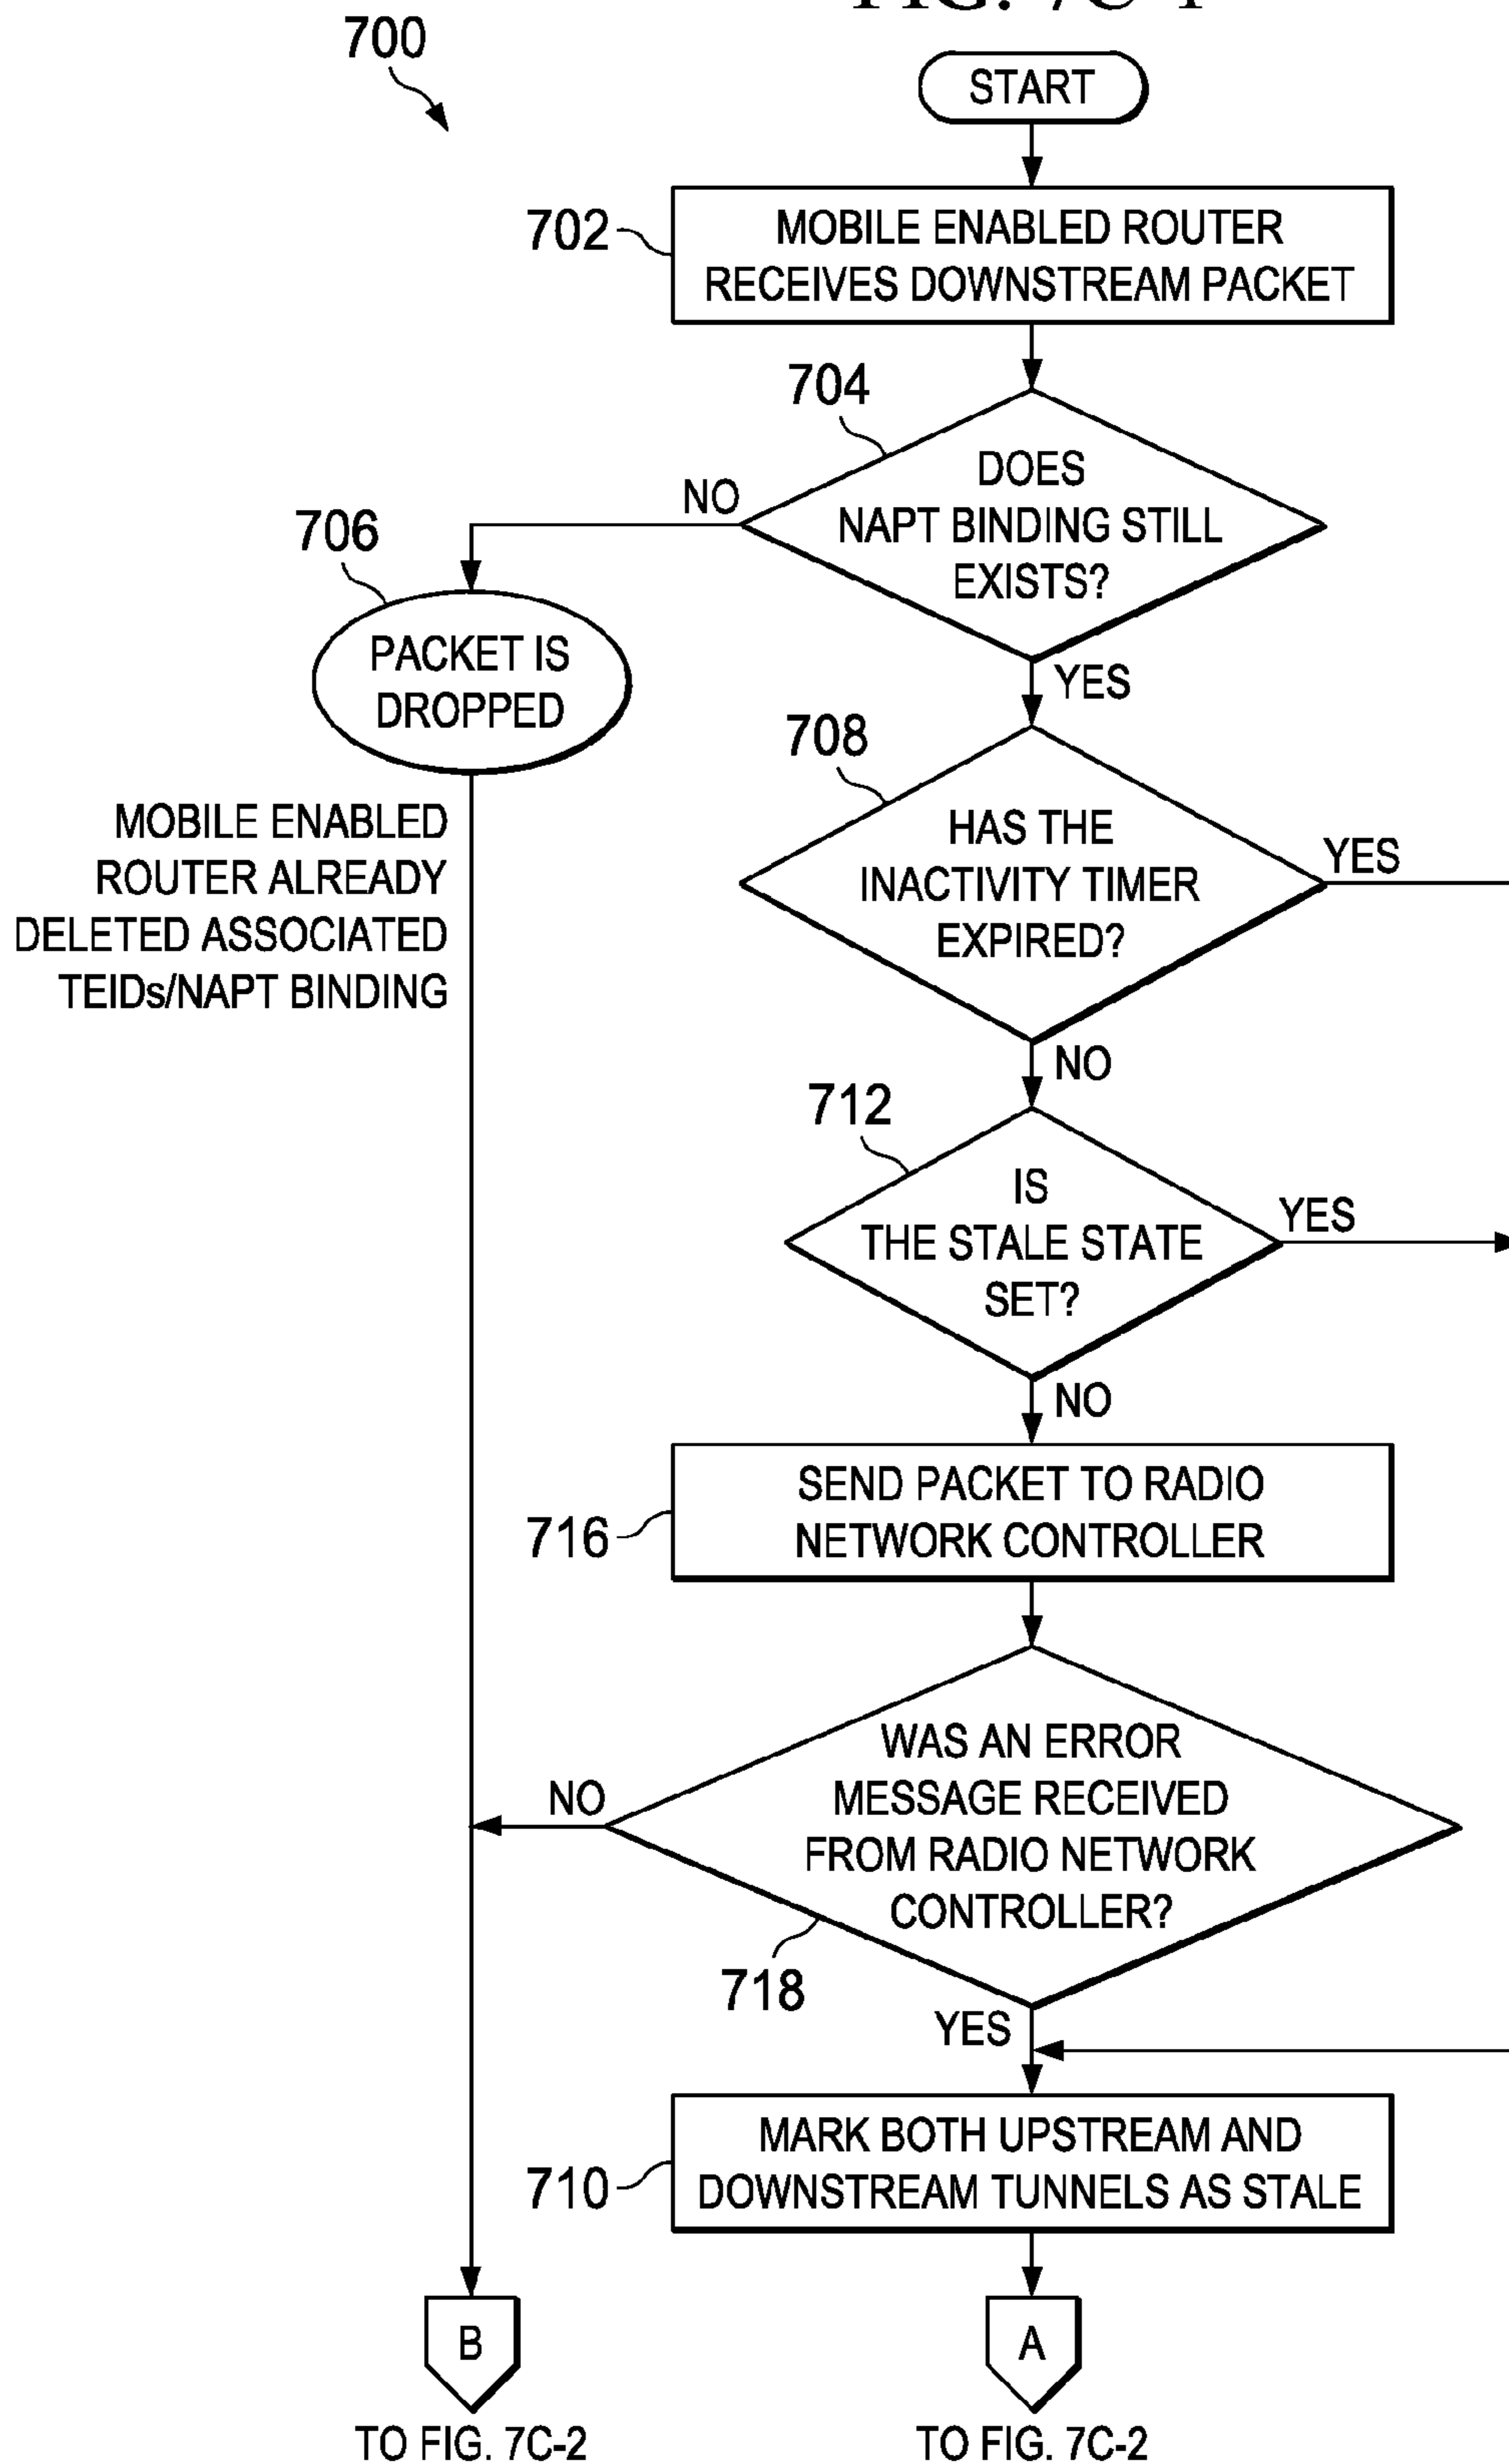 700
START
702
MOBILE ENABLED ROUTER
RECEIVES DOWNSTREAM PACKET
704
DOES
NAPT BINDING STILL
EXISTS?
NO
YES
706
PACKET IS
DROPPED
MOBILE ENABLED
ROUTER ALREADY
DELETED ASSOCIATED
TEIDs/NAPT BINDING
708
HAS THE
INACTIVITY TIMER
EXPIRED?
YES
NO
712
IS
THE STALE STATE
SET?
YES
NO
716
SEND PACKET TO RADIO
NETWORK CONTROLLER
WAS AN ERROR
MESSAGE RECEIVED
FROM RADIO NETWORK
CONTROLLER?
NO
718
YES
710
MARK BOTH UPSTREAM AND
DOWNSTREAM TUNNELS AS STALE
B
A
TO FIG. 7C-2
TO FIG. 7C-2